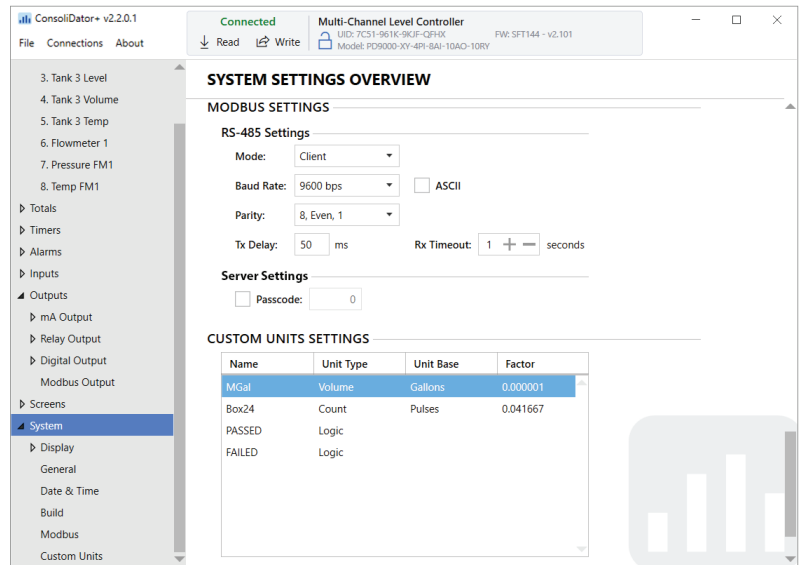 ConsoliDator+ v2.2.0.1
File Connections About
Connected
Read Write
Multi-Channel Level Controller
UID: 7C51-961K-9KJF-QFHX FW: SFT144 - v2.101
Model: PD9000-XY-4PI-8AI-10AO-10RY
3. Tank 3 Level
4. Tank 3 Volume
5. Tank 3 Temp
6. Flowmeter 1
7. Pressure FM1
8. Temp FM1
Totals
Timers
Alarms
Inputs
Outputs
mA Output
Relay Output
Digital Output
Modbus Output
Screens
System
Display
General
Date & Time
Build
Modbus
Custom Units
SYSTEM SETTINGS OVERVIEW
MODBUS SETTINGS
RS-485 Settings
Mode: Client
Baud Rate: 9600 bps ASCII
Parity: 8, Even, 1
Tx Delay: 50 ms Rx Timeout: 1 seconds
Server Settings
Passcode: 0
CUSTOM UNITS SETTINGS
Name Unit Type Unit Base Factor
MGal Volume Gallons 0.000001
Box24 Count Pulses 0.041667
PASSED Logic
FAILED Logic